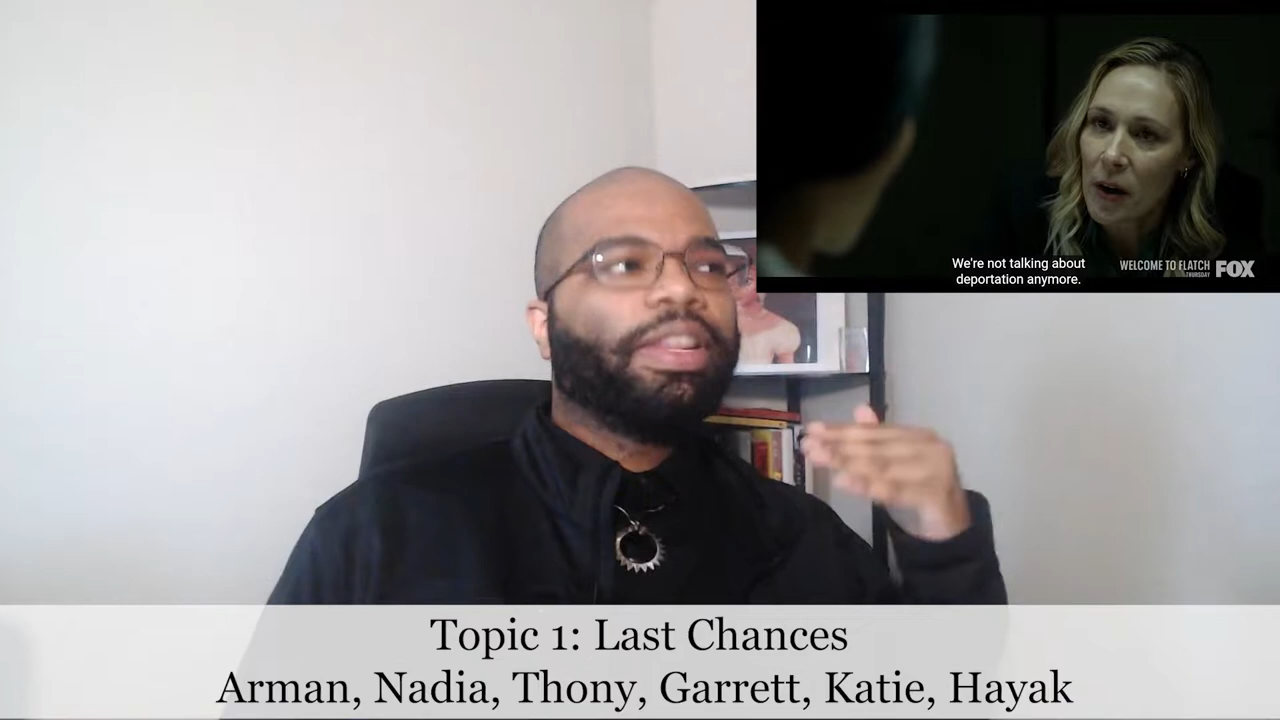 We're not talking about
deportation anymore.
WELCOME TO FLATCH FOX
THURSDAY
Topic 1: Last Chances
Arman, Nadia, Thony, Garrett, Katie, Hayak